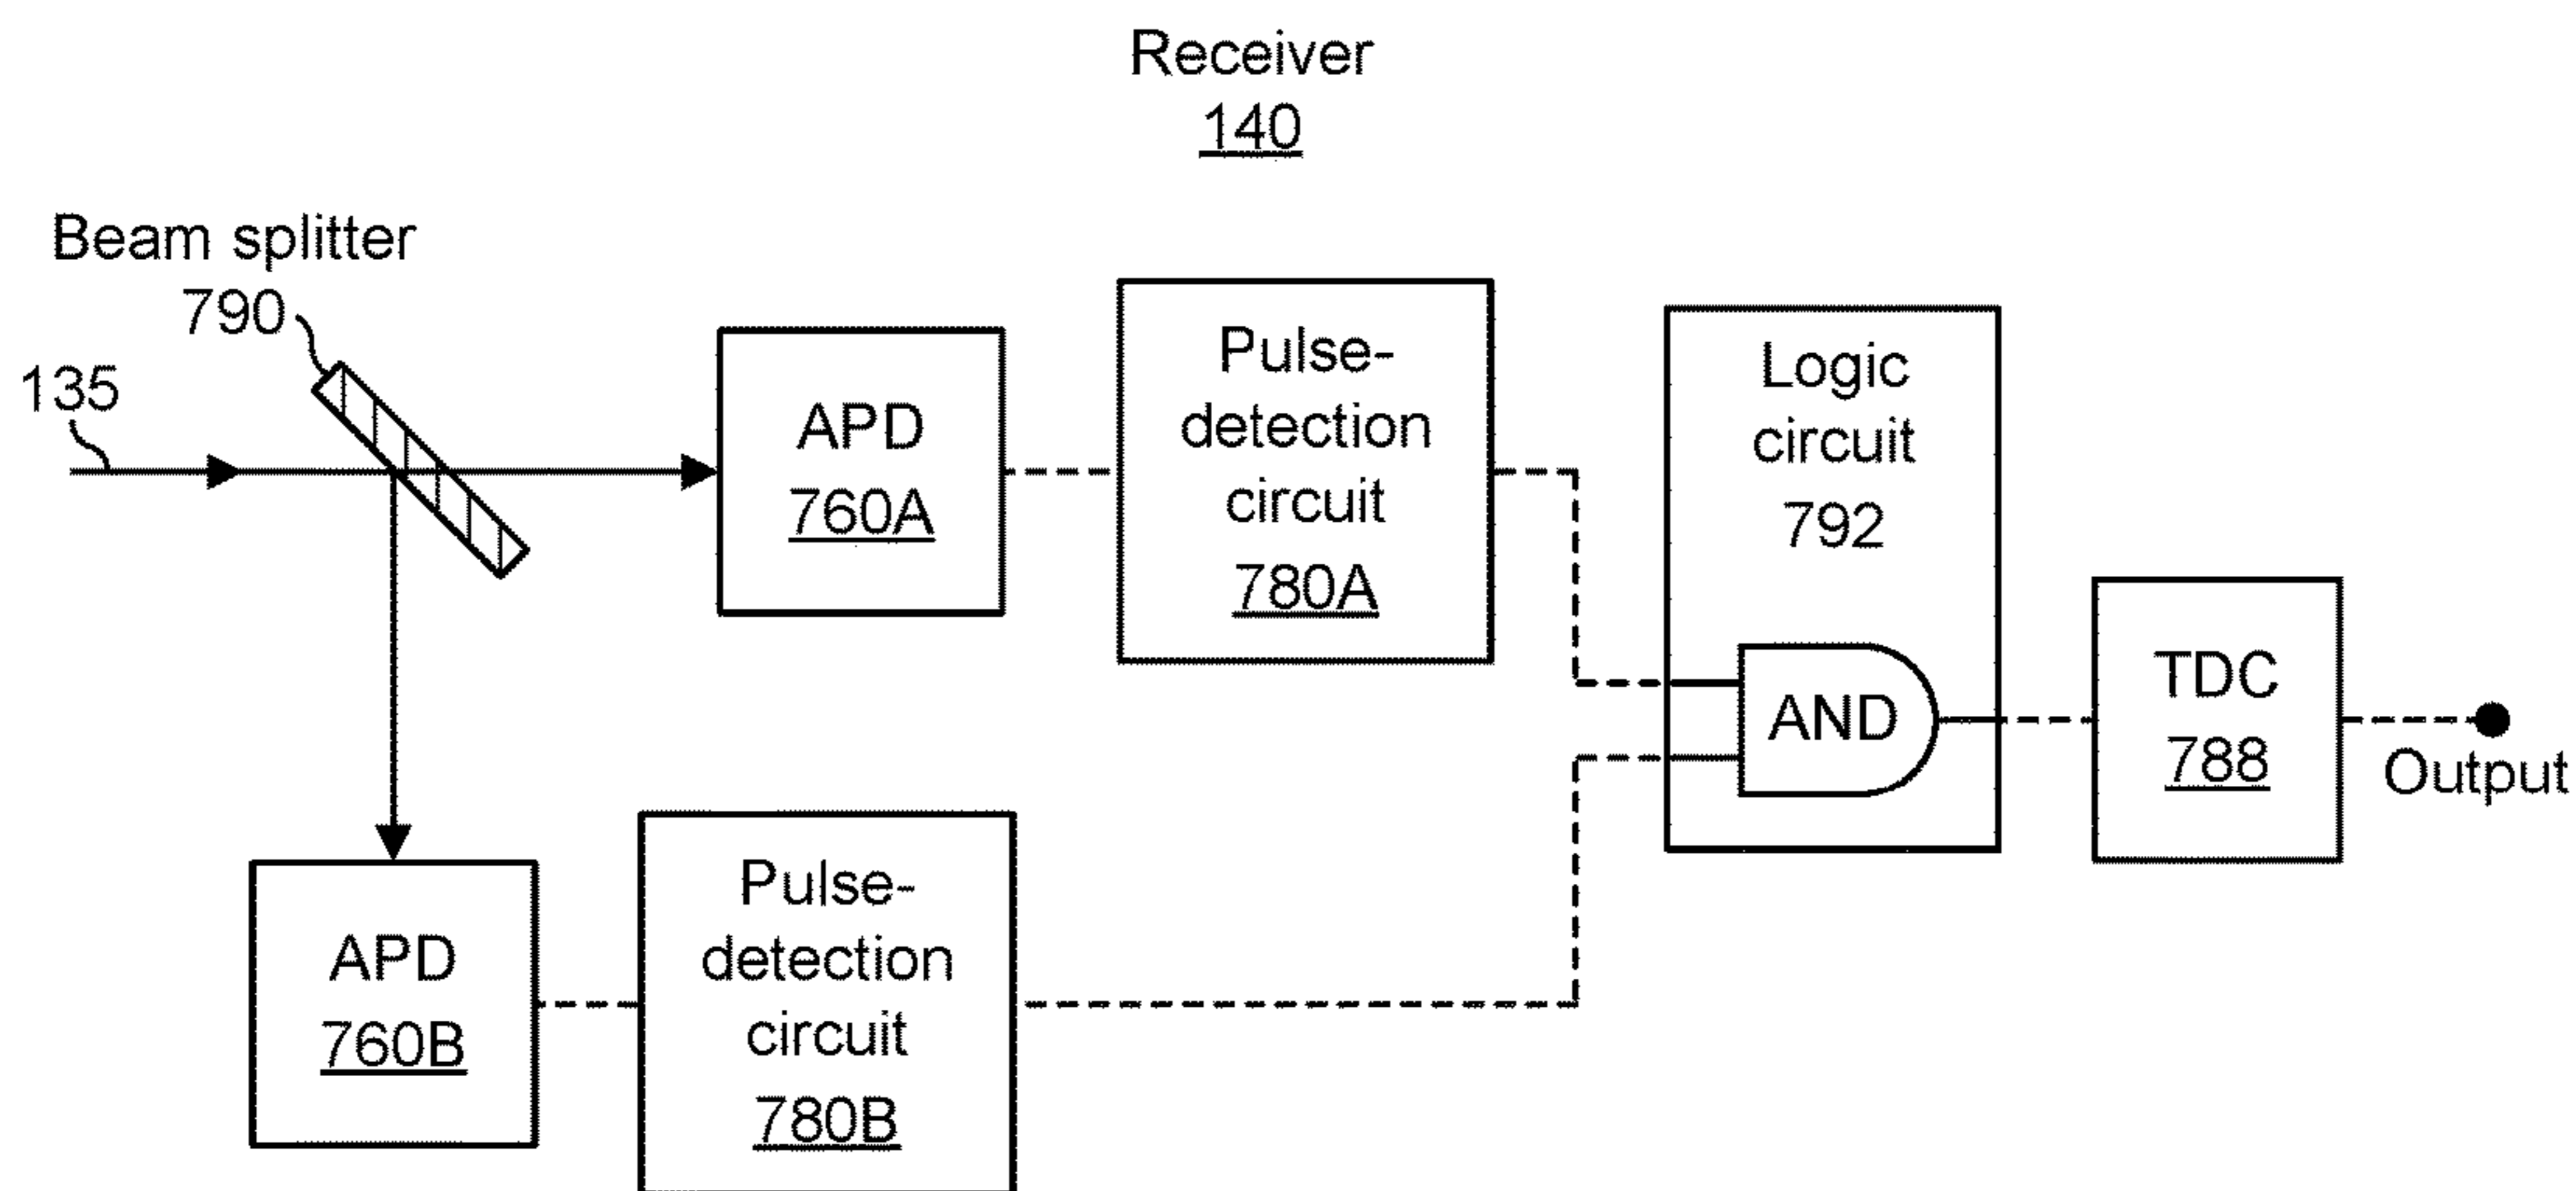 Receiver
140
Beam splitter
790
135
APD
760A
Pulse-
detection
circuit
780A
Logic
circuit
792
AND
TDC
788
Output
APD
760B
Pulse-
detection
circuit
780B